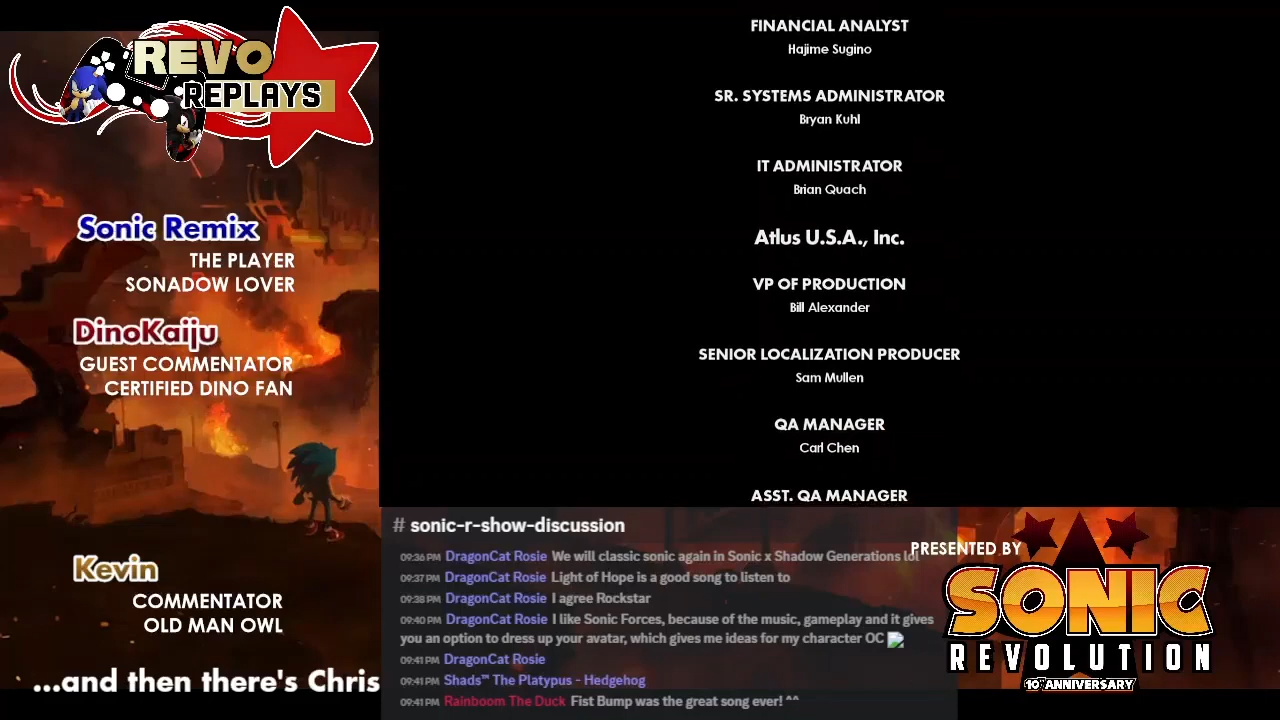 REVO
REPLAYS
Sonic Remix
THE PLAYER
SONADOW LOVER
DinoKaiju
GUEST COMMENTATOR
CERTIFIED DINO FAN
Kevin
COMMENTATOR
OLD MAN OWL
...and then there's Chris
FINANCIAL ANALYST
Hajime Sugino
SR. SYSTEMS ADMINISTRATOR
Bryan Kuhl
IT ADMINISTRATOR
Brian Quach
Atlus U.S.A., Inc.
VP OF PRODUCTION
Bill Alexander
SENIOR LOCALIZATION PRODUCER
Sam Mullen
QA MANAGER
Carl Chen
ASST. QA MANAGER
# sonic-r-show-discussion
09:36 PM DragonCat Rosie We will classic sonic again in Sonic x Shadow Generations lol
09:37 PM DragonCat Rosie Light of Hope is a good song to listen to
09:38 PM DragonCat Rosie I agree Rockstar
09:40 PM DragonCat Rosie I like Sonic Forces, because of the music, gameplay and it gives
you an option to dress up your avatar, which gives me ideas for my character OC
09:41 PM DragonCat Rosie
09:41 PM Shads™ The Platypus - Hedgehog
09:41 PM Rainboom The Duck Fist Bump was the great song ever! ^^
PRESENTED BY
SONIC
REVOLUTION
10TH ANNIVERSARY